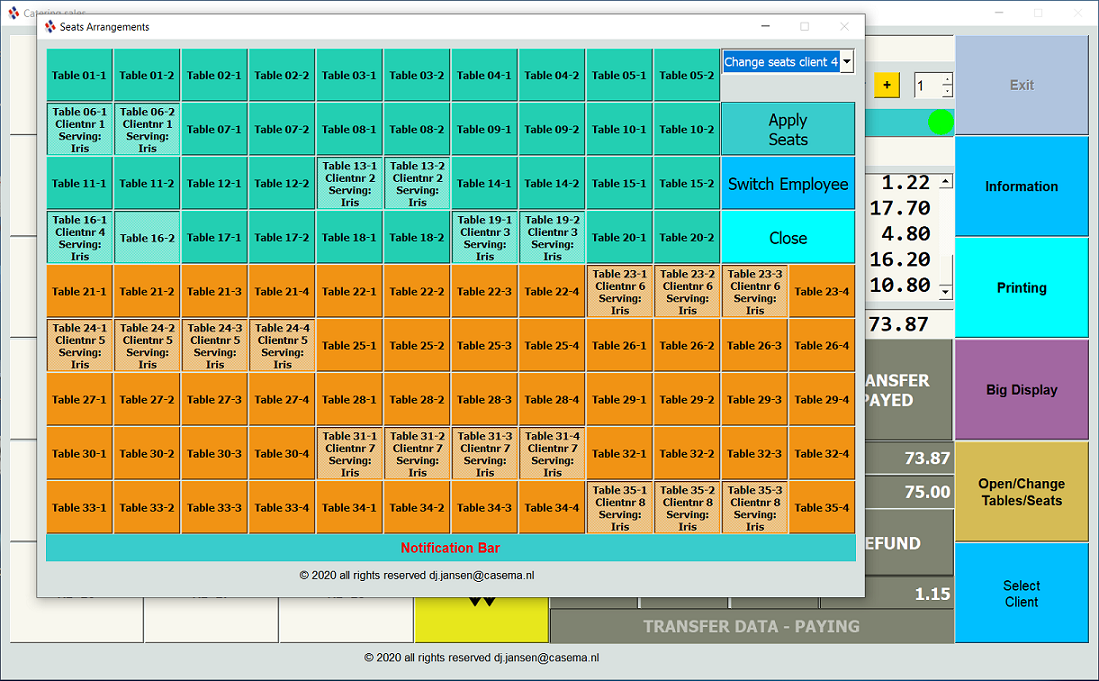 Catering sales
Seats Arrangements
Table 01-1 Table 01-2 Table 02-1 Table 02-2 Table 03-1 Table 03-2 Table 04-1 Table 04-2 Table 05-1 Table 05-2
Change seats client 4
Table 06-1
Clientnr 1
Serving:
Iris
Table 06-2
Clientnr 1
Serving:
Iris
Table 07-1 Table 07-2 Table 08-1 Table 08-2 Table 09-1 Table 09-2 Table 10-1 Table 10-2
Apply
Seats
Table 11-1 Table 11-2 Table 12-1 Table 12-2
Table 13-1
Clientnr 2
Serving:
Iris
Table 13-2
Clientnr 2
Serving:
Iris
Table 14-1 Table 14-2 Table 15-1 Table 15-2
Switch Employee
Table 16-1
Clientnr 4
Serving:
Iris
Table 16-2 Table 17-1 Table 17-2 Table 18-1 Table 18-2
Table 19-1
Clientnr 3
Serving:
Iris
Table 19-2
Clientnr 3
Serving:
Iris
Table 20-1 Table 20-2
Close
Table 21-1 Table 21-2 Table 21-3 Table 21-4 Table 22-1 Table 22-2 Table 22-3 Table 22-4
Table 23-1
Clientnr 6
Serving:
Iris
Table 23-2
Clientnr 6
Serving:
Iris
Table 23-3
Clientnr 6
Serving:
Iris
Table 23-4
Table 24-1
Clientnr 5
Serving:
Iris
Table 24-2
Clientnr 5
Serving:
Iris
Table 24-3
Clientnr 5
Serving:
Iris
Table 24-4
Clientnr 5
Serving:
Iris
Table 25-1 Table 25-2 Table 25-3 Table 25-4 Table 26-1 Table 26-2 Table 26-3 Table 26-4
Table 27-1 Table 27-2 Table 27-3 Table 27-4 Table 28-1 Table 28-2 Table 28-3 Table 28-4 Table 29-1 Table 29-2 Table 29-3 Table 29-4
Table 30-1 Table 30-2 Table 30-3 Table 30-4
Table 31-1
Clientnr 7
Serving:
Iris
Table 31-2
Clientnr 7
Serving:
Iris
Table 31-3
Clientnr 7
Serving:
Iris
Table 31-4
Clientnr 7
Serving:
Iris
Table 32-1 Table 32-2 Table 32-3 Table 32-4
Table 33-1 Table 33-2 Table 33-3 Table 33-4 Table 34-1 Table 34-2 Table 34-3 Table 34-4
Table 35-1
Clientnr 8
Serving:
Iris
Table 35-2
Clientnr 8
Serving:
Iris
Table 35-3
Clientnr 8
Serving:
Iris
Table 35-4
Notification Bar
© 2020 all rights reserved dj.jansen@casema.nl
+
1
1.22
17.70
4.80
16.20
10.80
73.87
ANSFER
PAYED
73.87
75.00
EFUND
1.15
TRANSFER DATA - PAYING
Exit
Information
Printing
Big Display
Open/Change
Tables/Seats
Select
Client
© 2020 all rights reserved dj.jansen@casema.nl